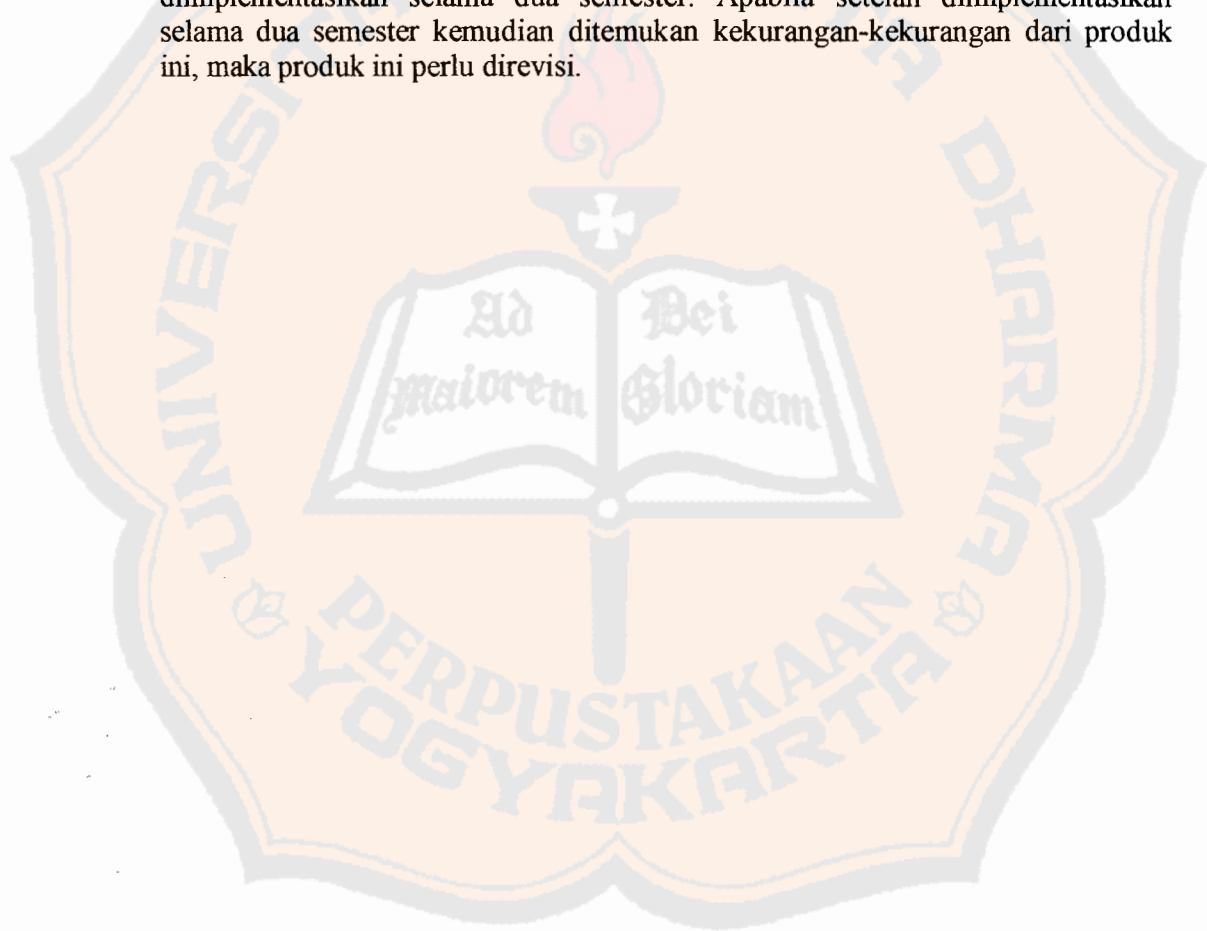 diimplementasikan selama dua semester. Apabila setelah diimplementasikan
selama dua semester kemudian ditemukan kekurangan-kekurangan dari produk
ini, maka produk ini perlu direvisi.
DHARMA
Ad
Dei
maiorem
Gloriam
PERPUSTAKAAN
YOGYAKARTA